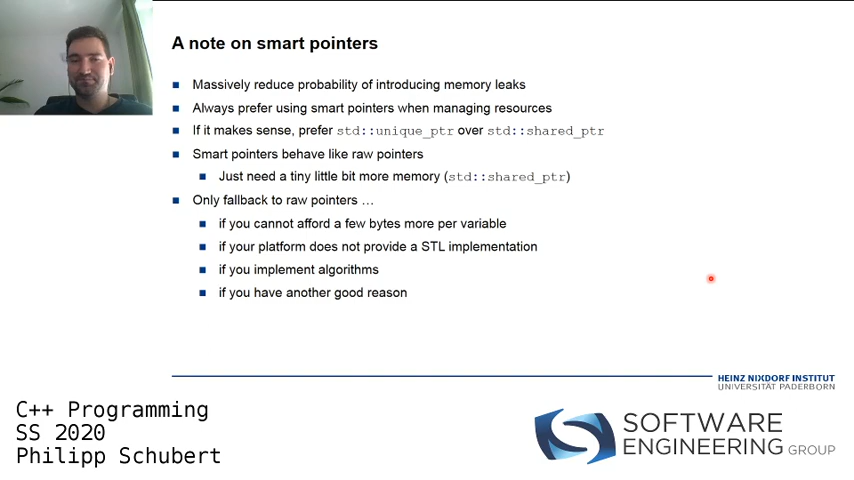 A note on smart pointers
Massively reduce probability of introducing memory leaks
Always prefer using smart pointers when managing resources
If it makes sense, prefer std::unique_ptr over std::shared_ptr
Smart pointers behave like raw pointers
Just need a tiny little bit more memory (std::shared_ptr)
Only fallback to raw pointers …
if you cannot afford a few bytes more per variable
if your platform does not provide a STL implementation
if you implement algorithms
if you have another good reason
HEINZ NIXDORF INSTITUT
UNIVERSITÄT PADERBORN
C++ Programming
SS 2020
Philipp Schubert
SOFTWARE
ENGINEERING GROUP